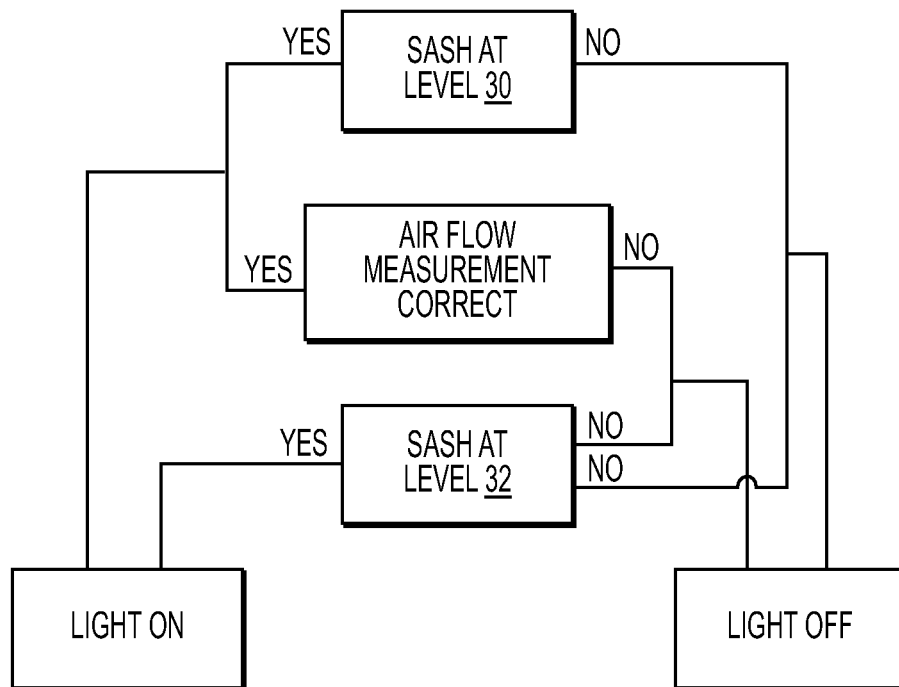 YES
SASH AT
LEVEL 30
NO
YES
AIR FLOW
MEASUREMENT
CORRECT
NO
YES
SASH AT
LEVEL 32
NO
NO
LIGHT ON
LIGHT OFF